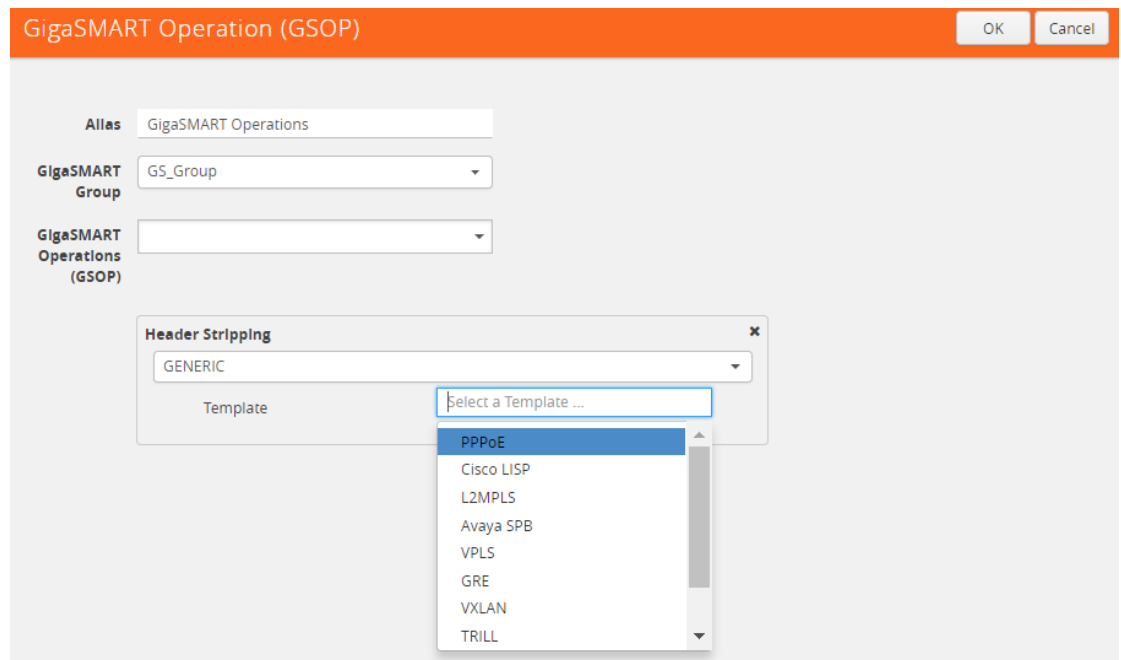 GigaSMART Operation (GSOP)
OK
Cancel
Alias
GigaSMART Operations
GigaSMART
Group
GS_Group
GigaSMART
Operations
(GSOP)
Header Stripping
GENERIC
Template
Select a Template ...
PPPoE
Cisco LISP
L2MPLS
Avaya SPB
VPLS
GRE
VXLAN
TRILL